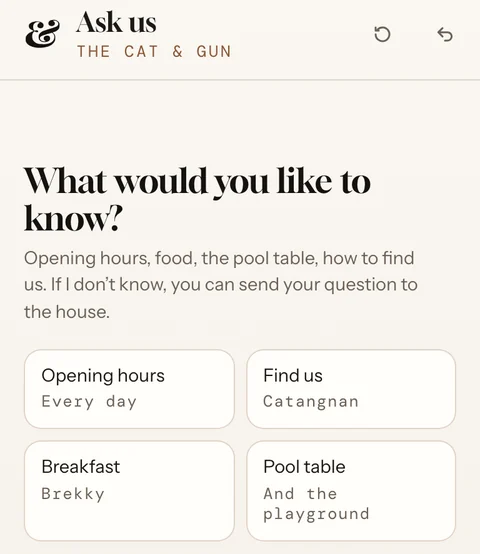 &
Ask us
THE CAT & GUN
What would you like to
know?
Opening hours, food, the pool table, how to find
us. If I don’t know, you can send your question to
the house.
Opening hours
Every day
Find us
Catangnan
Breakfast
Brekky
Pool table
And the
playground